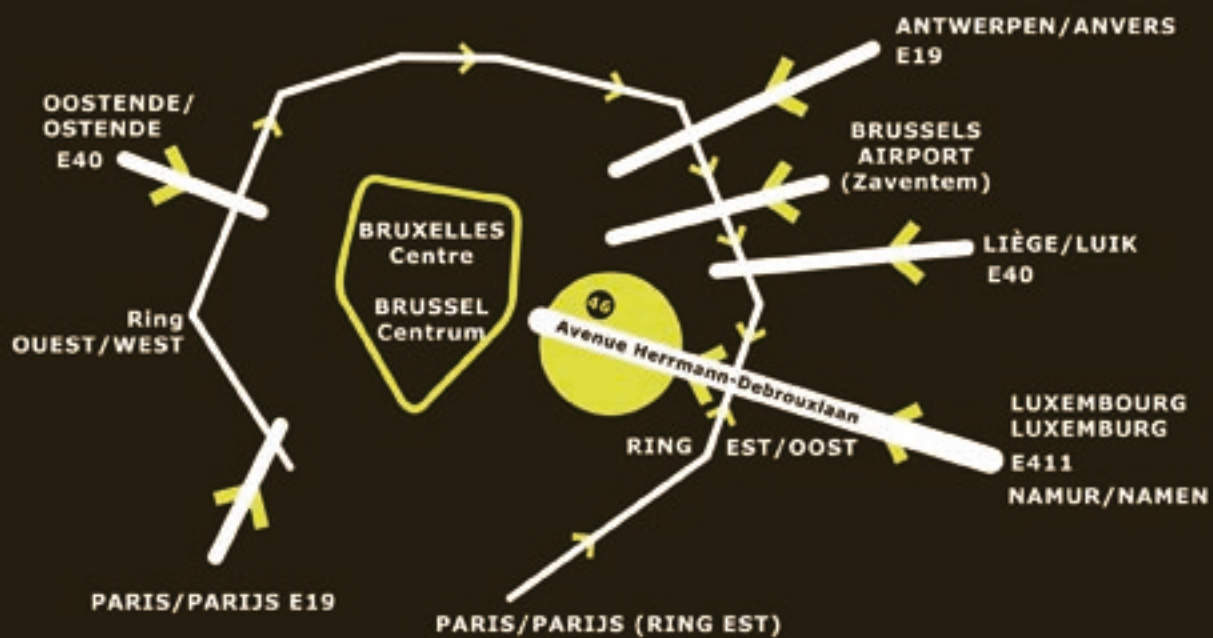 ANTWERPEN/ANVERS
E19
OOSTENDE/
OSTENDE
E40
BRUSSELS
AIRPORT
(Zaventem)
BRUXELLES
Centre
BRUSSEL
Centrum
LIÈGE/LUIK
E40
46
Avenue Herrmann-Debrouxlaan
Ring
OUEST/WEST
LUXEMBOURG
LUXEMBURG
E411
NAMUR/NAMEN
RING EST/OOST
PARIS/PARIJS E19
PARIS/PARIJS (RING EST)